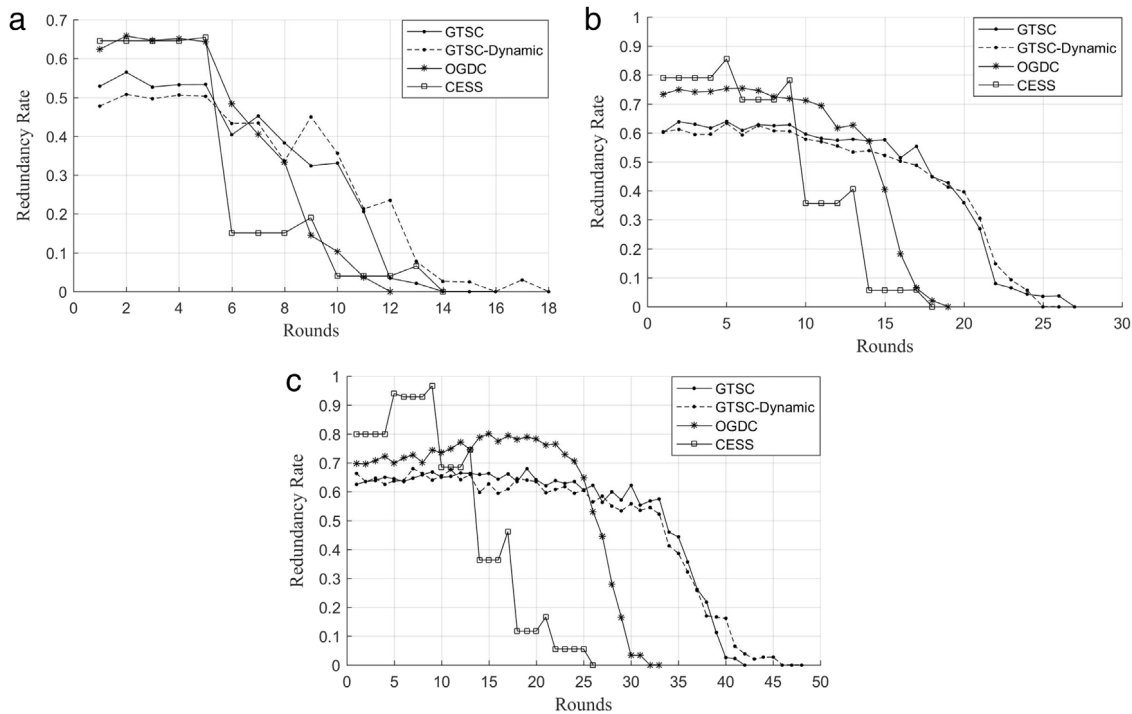 a
0.7
0.6
0.5
0.4
0.3
0.2
0.1
0
Redundancy Rate
0 2 4 6 8 10 12 14 16 18
Rounds
GTSC
GTSC-Dynamic
OGDC
CESS
b
1
0.9
0.8
0.7
0.6
0.5
0.4
0.3
0.2
0.1
0
Redundancy Rate
0 5 10 15 20 25 30
Rounds
GTSC
GTSC-Dynamic
OGDC
CESS
c
1
0.9
0.8
0.7
0.6
0.5
0.4
0.3
0.2
0.1
0
Redundancy Rate
0 5 10 15 20 25 30 35 40 45 50
Rounds
GTSC
GTSC-Dynamic
OGDC
CESS